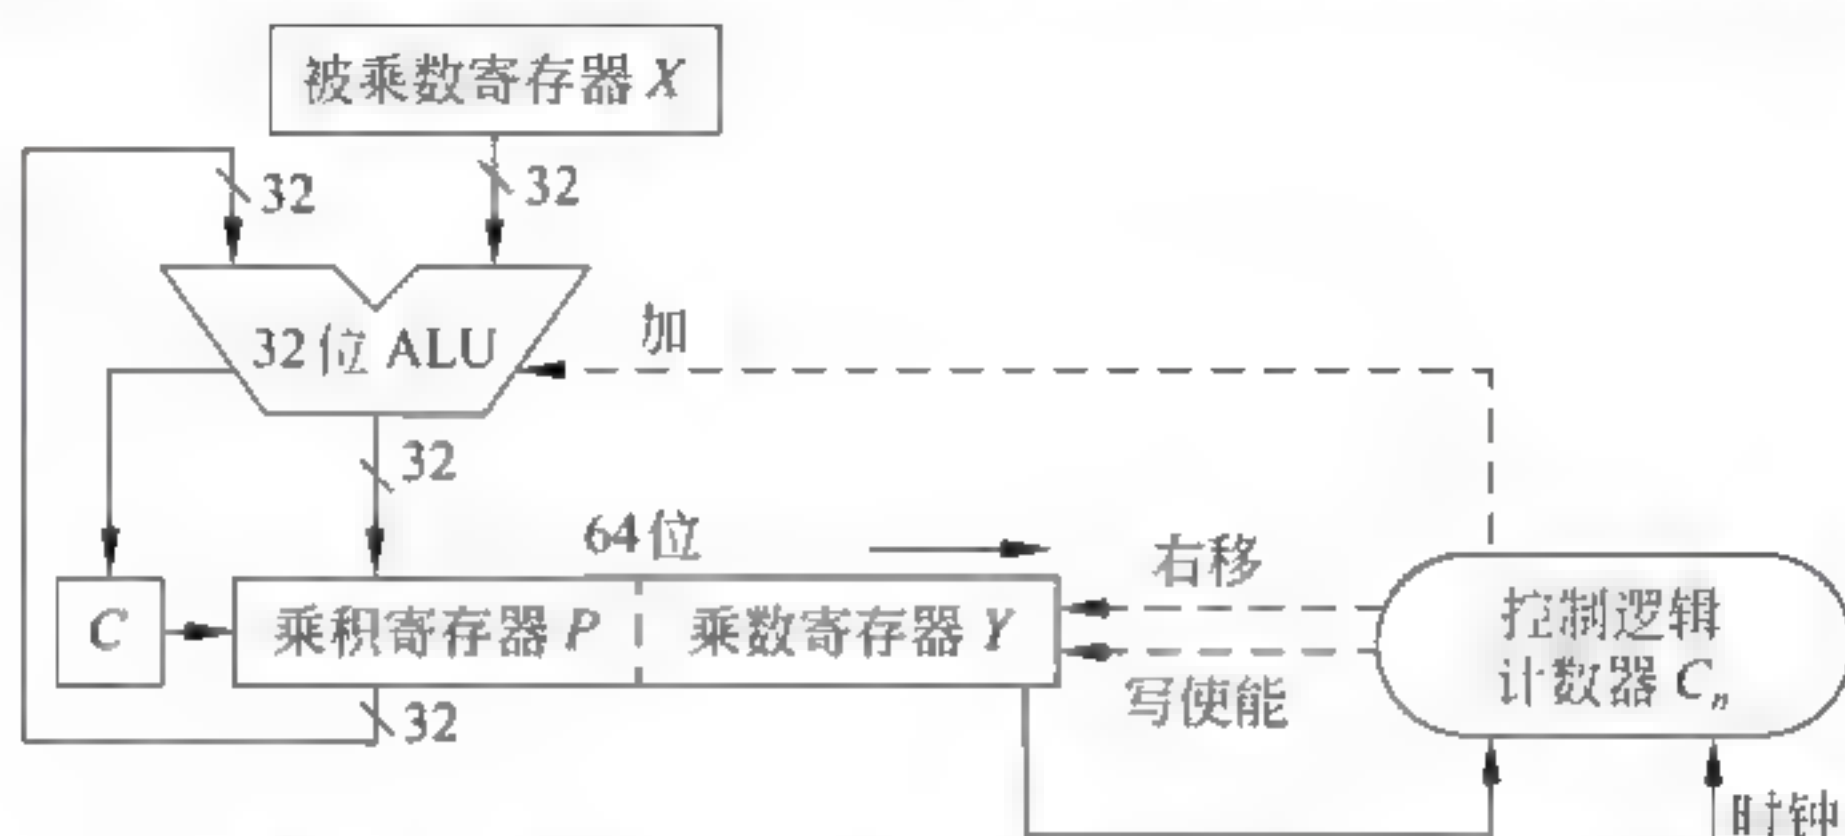 被乘数寄存器 X
32
32
32位 ALU
加
32
64位
右移
C
乘积寄存器 P
乘数寄存器 Y
控制逻辑
计数器 Cn
写使能
32
时钟